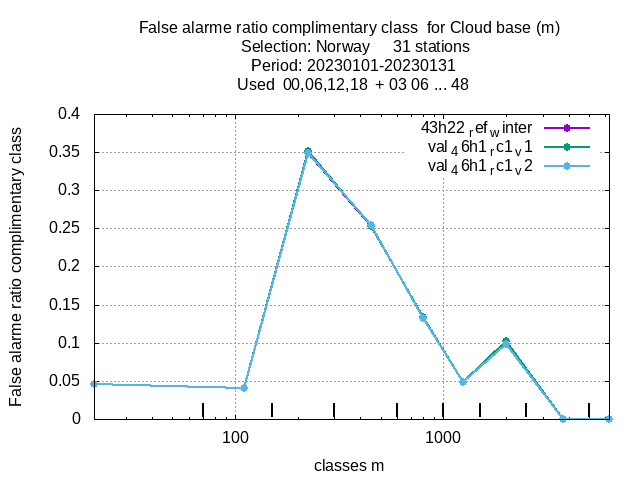 False alarme ratio complimentary class  for Cloud base (m)
Selection: Norway     31 stations
Period: 20230101-20230131
Used  00,06,12,18  + 03 06 ... 48
False alarme ratio complimentary class
0.4
0.35
0.3
0.25
0.2
0.15
0.1
0.05
0
43h22_ref_winter
val_46h1_rc1_v1
val_46h1_rc1_v2
100
1000
classes m